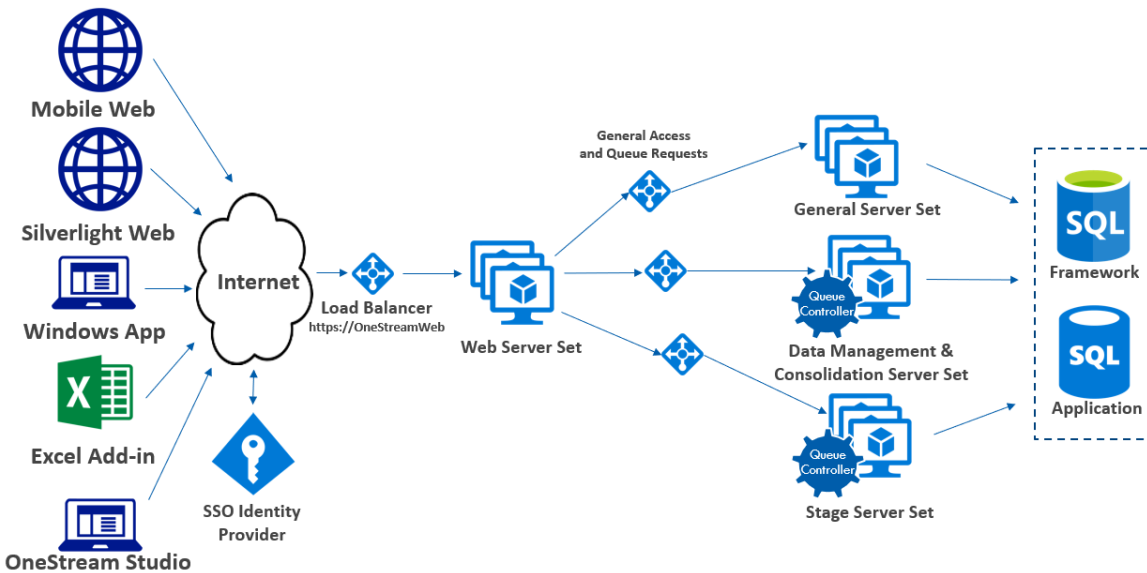 Mobile Web
Silverlight Web
Windows App
Excel Add-in
X
OneStream Studio
Internet
SSO Identity
Provider
Load Balancer
https://OneStreamWeb
Web Server Set
General Access
and Queue Requests
General Server Set
Queue
Controller
Data Management &
Consolidation Server Set
Queue
Controller
Stage Server Set
SQL
Framework
SQL
Application